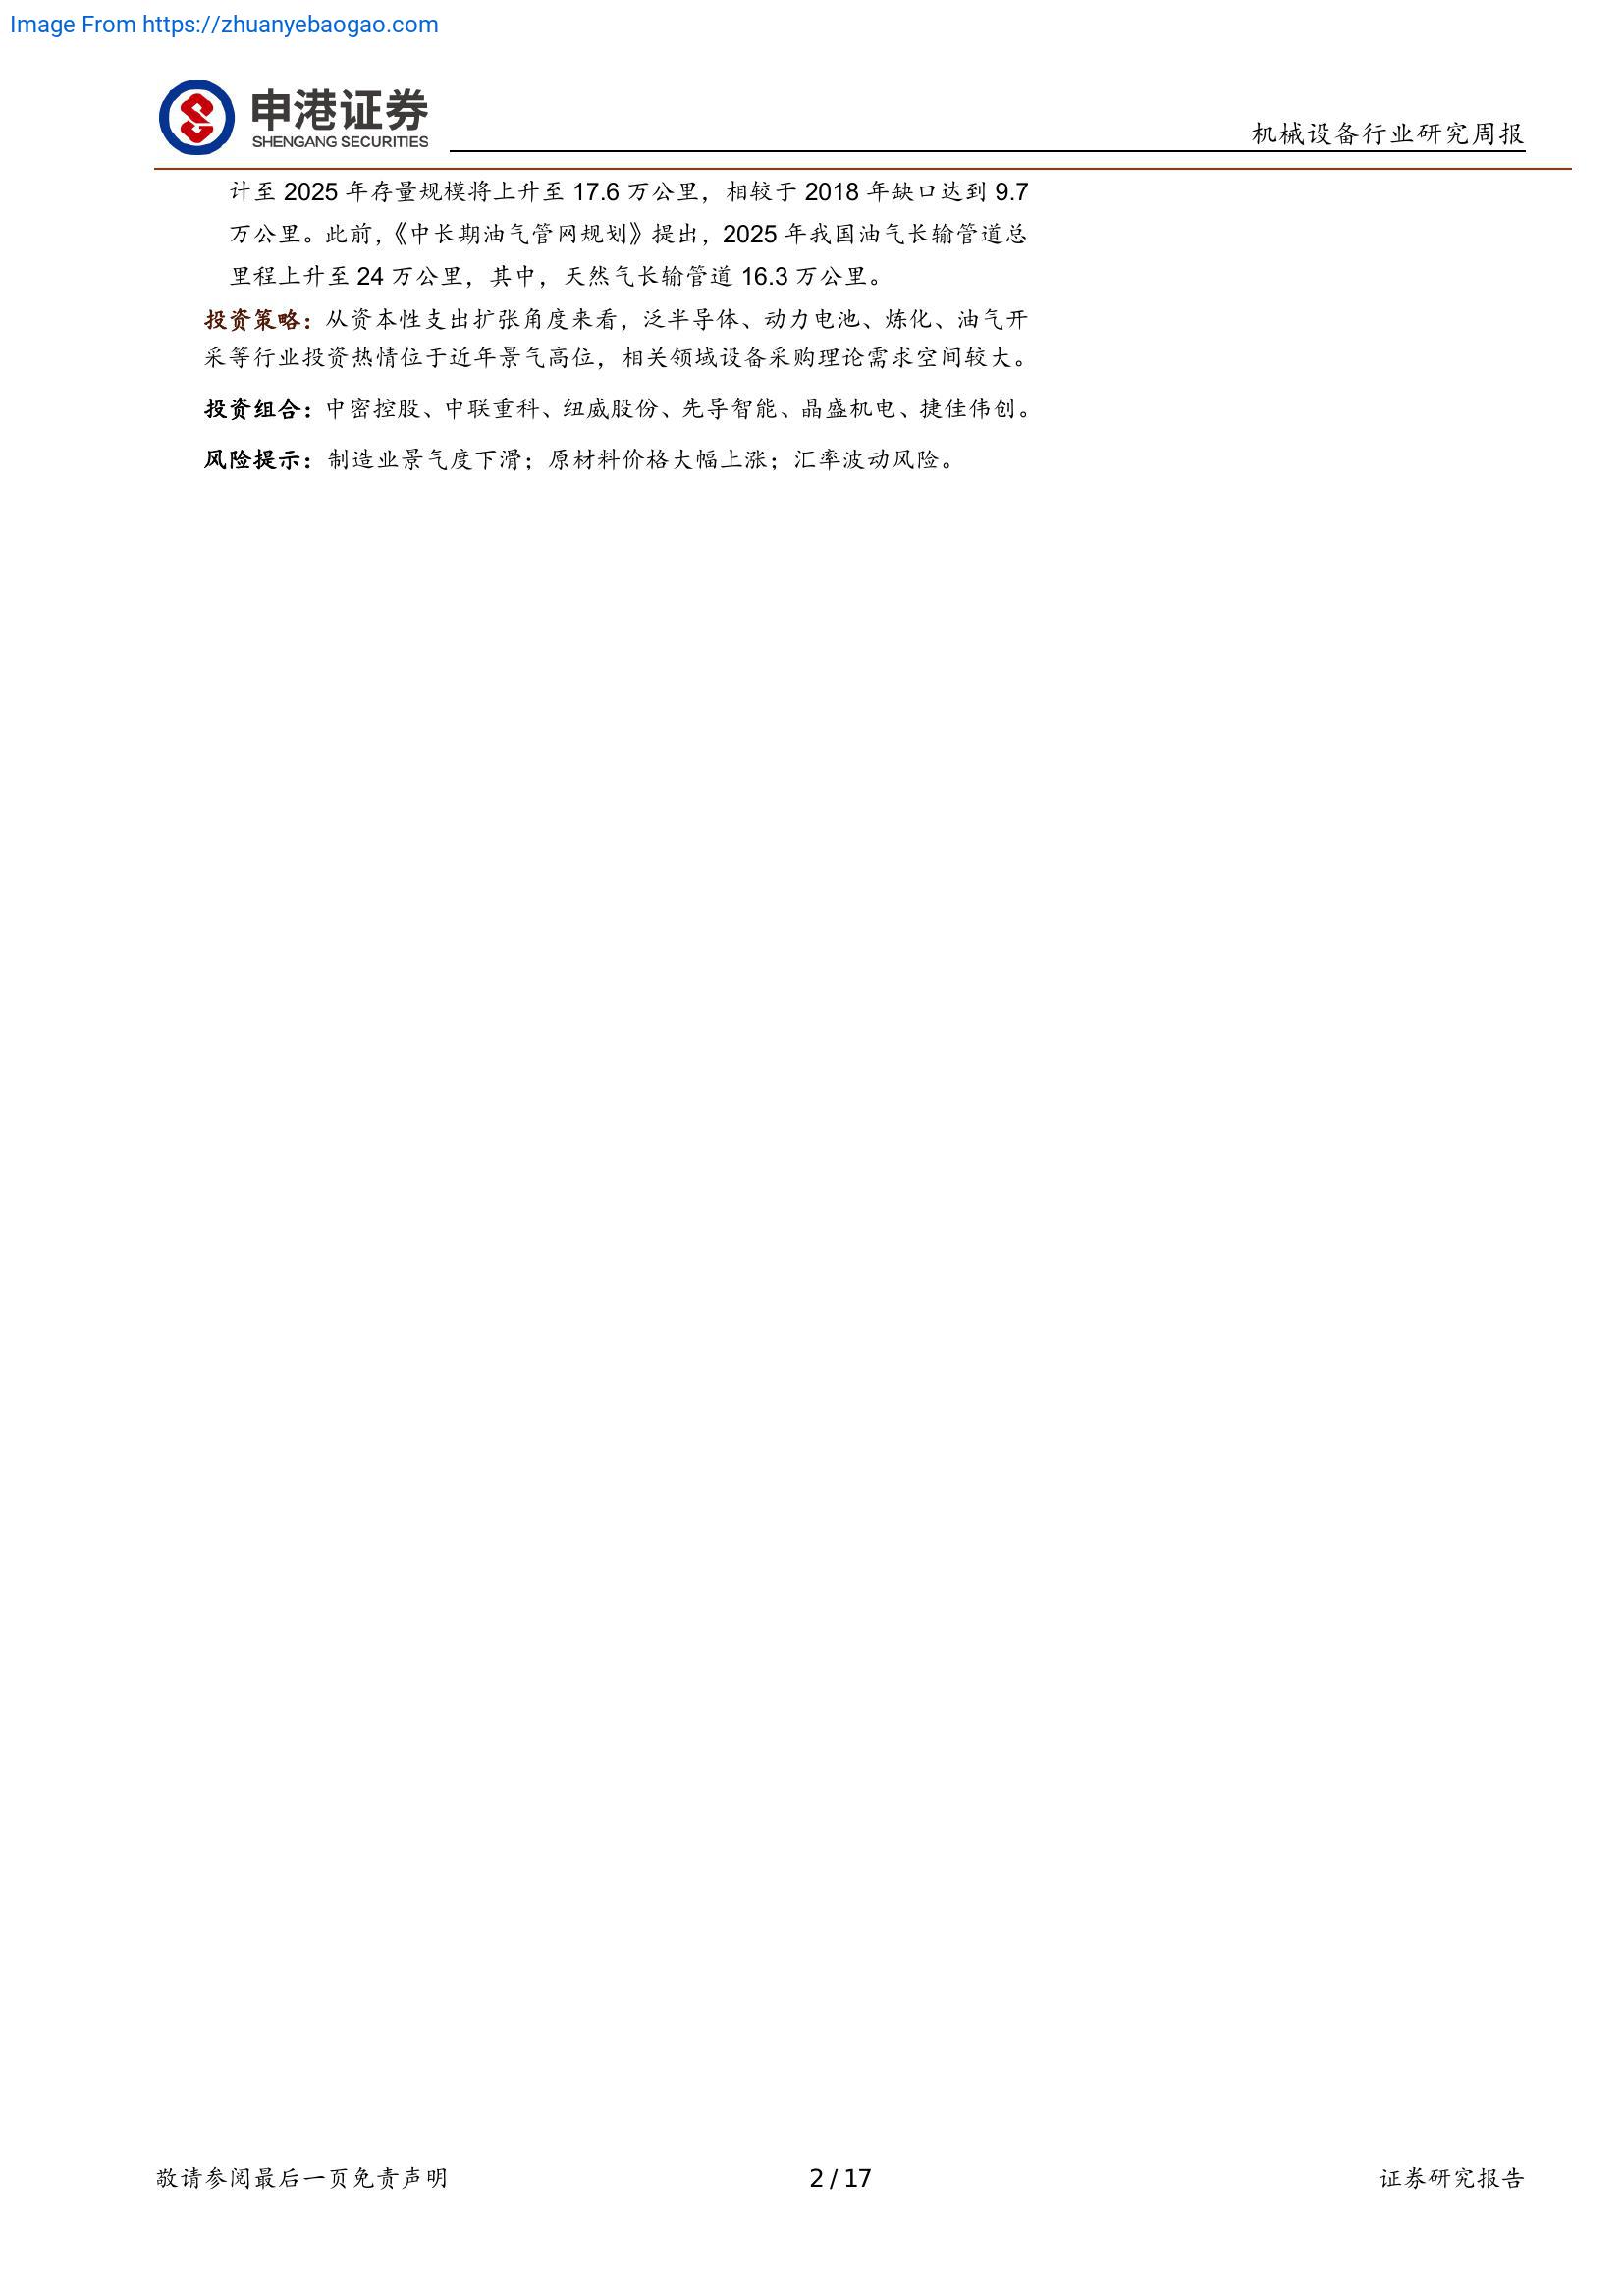 Image From https://zhuanyebaogao.com
申港证券
SHENGANG SECURITIES
机械设备行业研究周报
计至 2025 年存量规模将上升至 17.6 万公里，相较于 2018 年缺口达到 9.7
万公里。此前，《中长期油气管网规划》提出，2025 年我国油气长输管道总
里程上升至 24 万公里，其中，天然气长输管道 16.3 万公里。
投资策略：从资本性支出扩张角度来看，泛半导体、动力电池、炼化、油气开
采等行业投资热情位于近年景气高位，相关领域设备采购理论需求空间较大。
投资组合：中密控股、中联重科、纽威股份、先导智能、晶盛机电、捷佳伟创。
风险提示：制造业景气度下滑；原材料价格大幅上涨；汇率波动风险。
敬请参阅最后一页免责声明
2 / 17
证券研究报告